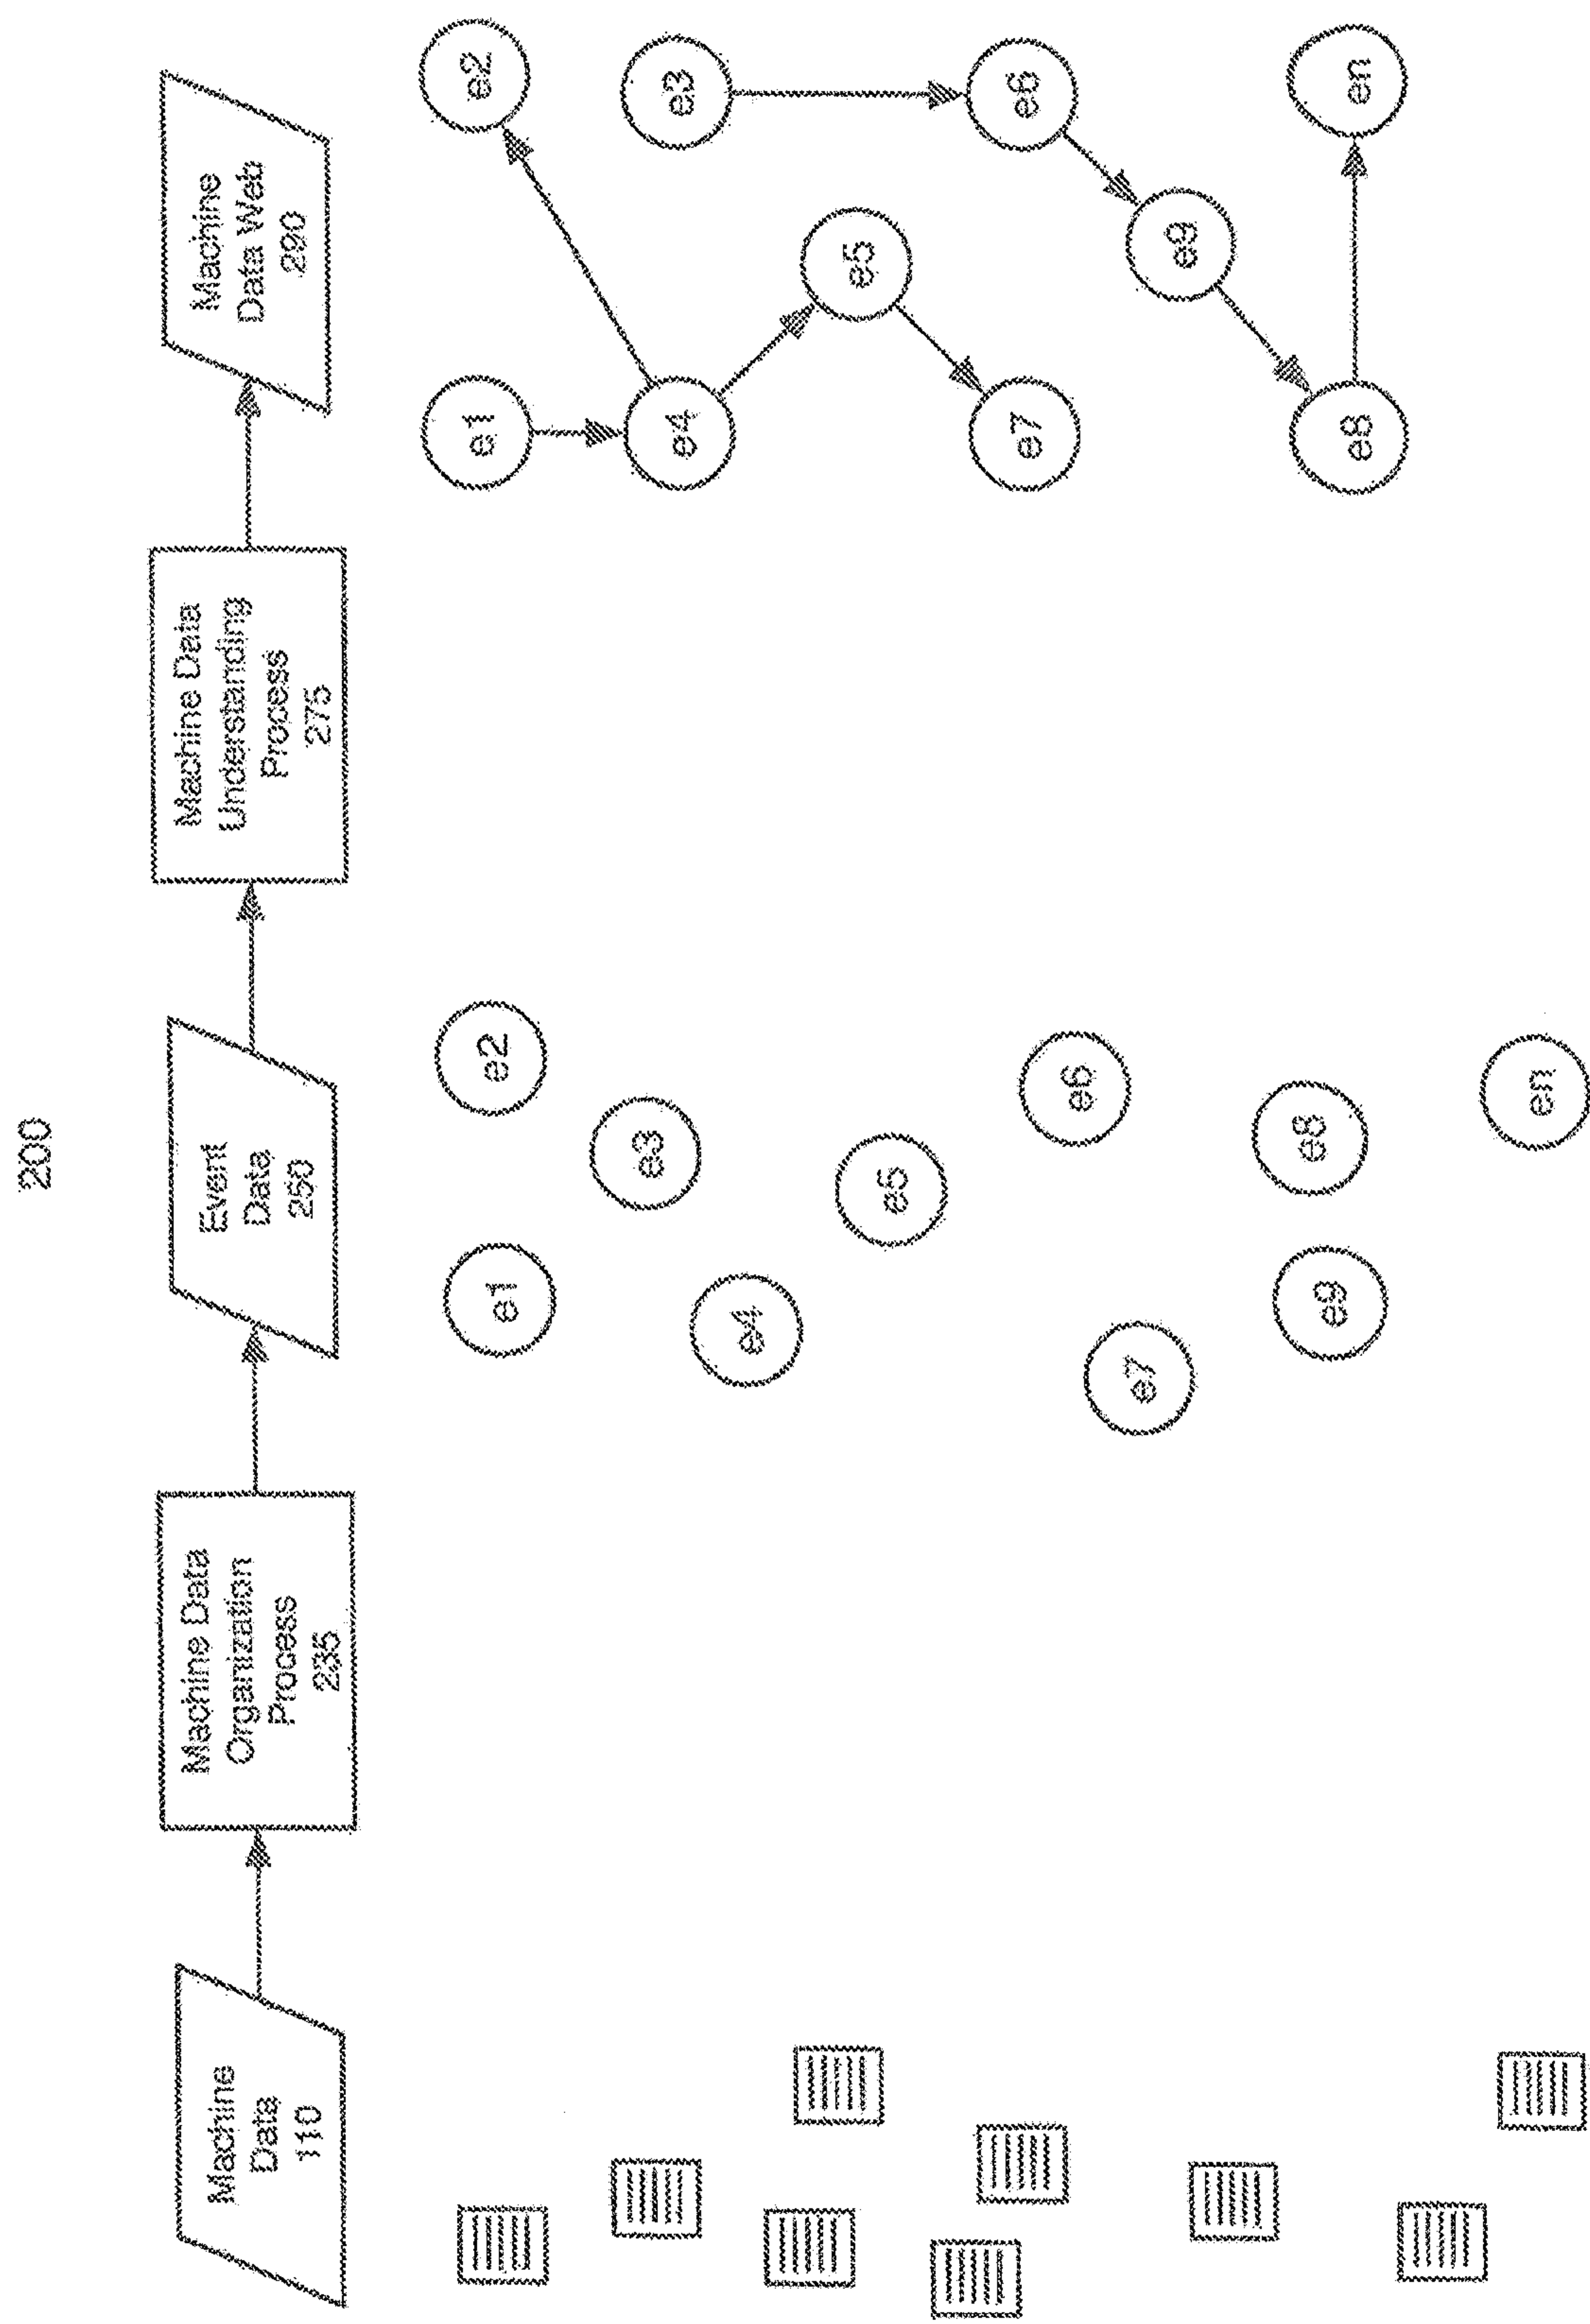 200
Machine
Data
110
Machine Data
Organization
Process
235
Event
Data
250
Machine Data
Understanding
Process
275
Machine
Data Web
290
e1
e2
e3
e4
e5
e6
e7
e8
e9
en
e1
e2
e4
e3
e5
e7
e6
e9
e8
en